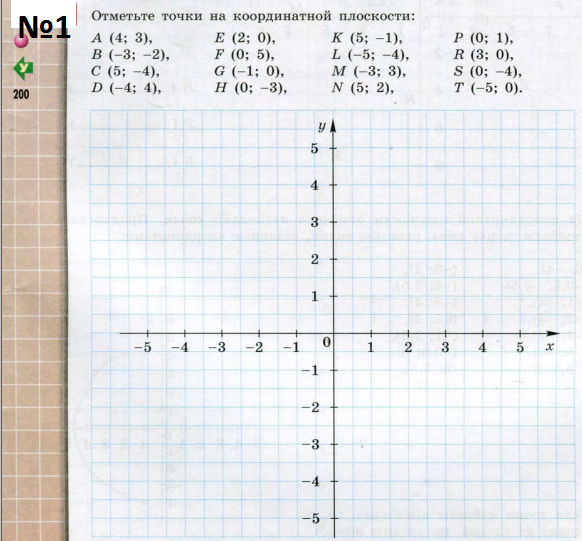 №1
Отметьте точки на координатной плоскости:
A (4; 3), E (2; 0), K (5; −1), P (0; 1),
B (−3; −2), F (0; 5), L (−5; −4), R (3; 0),
C (5; −4), G (−1; 0), M (−3; 3), S (0; −4),
D (−4; 4), H (0; −3), N (5; 2), T (−5; 0).
У
200
y
5
4
3
2
1
−5 −4 −3 −2 −1 0 1 2 3 4 5 x
−1
−2
−3
−4
−5